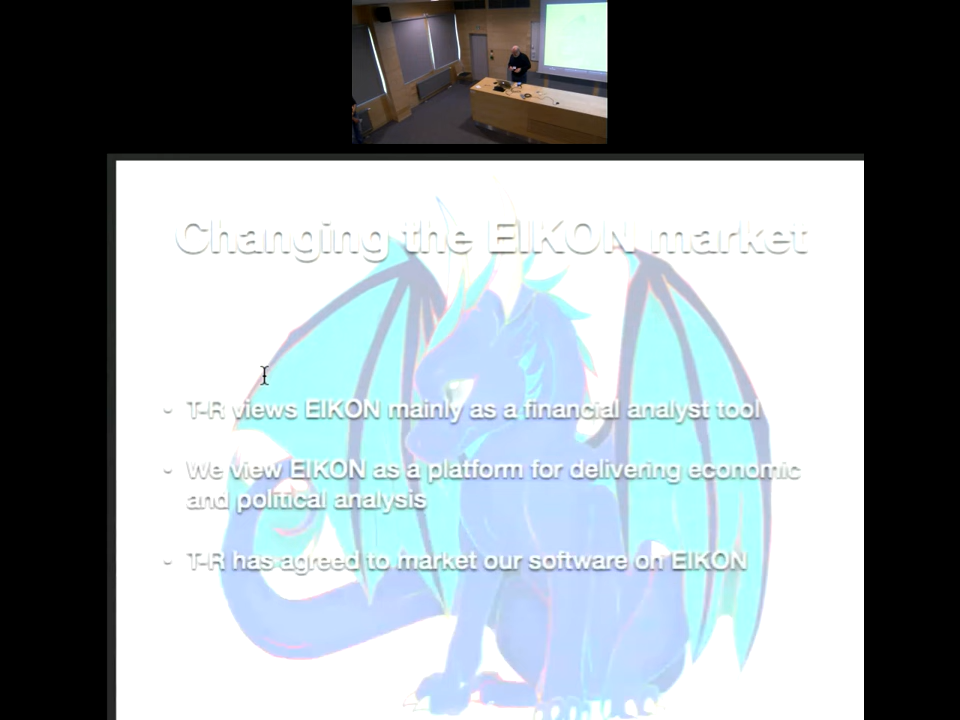 Changing the EIKON market
• T-R views EIKON mainly as a financial analyst tool
• We view EIKON as a platform for delivering economic
and political analysis
• T-R has agreed to market our software on EIKON